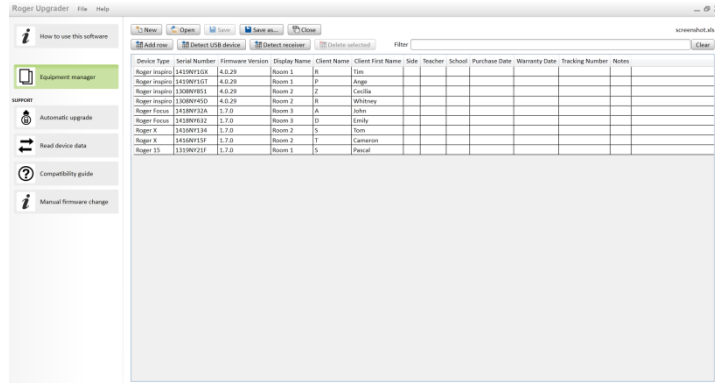 Roger Upgrader File Help
How to use this software
Equipment manager
SUPPORT
Automatic upgrade
Read device data
Compatibility guide
Manual firmware change
New Open Save Save as... Close
screenshot.xls
Add row Detect USB device Detect receiver Delete selected Filter Clear
Device Type Serial Number Firmware Version Display Name Client Name Client First Name Side Teacher School Purchase Date Warranty Date Tracking Number Notes
Roger inspiro 1419NY1GX 4.0.29 Room 1 R Tim
Roger inspiro 1419NY1GT 4.0.29 Room 1 P Ange
Roger inspiro 1308NY851 4.0.29 Room 2 Z Cecilia
Roger inspiro 1308NY45D 4.0.29 Room 2 R Whitney
Roger Focus 1418NY32A 1.7.0 Room 3 A John
Roger Focus 1418NY632 1.7.0 Room 3 D Emily
Roger X 1416NY134 1.7.0 Room 2 S Tom
Roger X 1416NY15F 1.7.0 Room 2 T Cameron
Roger 15 1319NY21F 1.7.0 Room 1 S Pascal